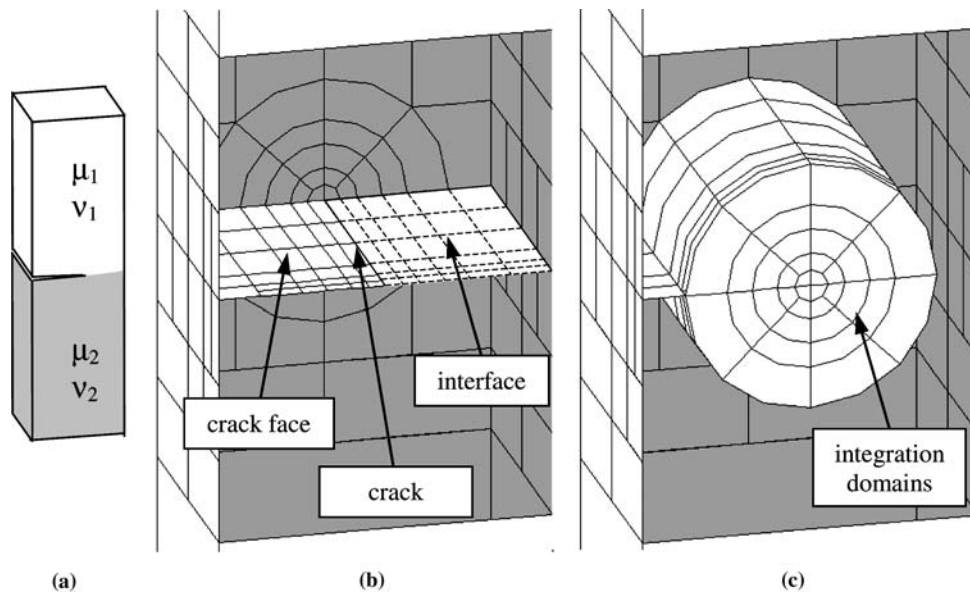 μ1
ν1
μ2
ν2
crack face
crack
interface
integration
domains
(a)
(b)
(c)